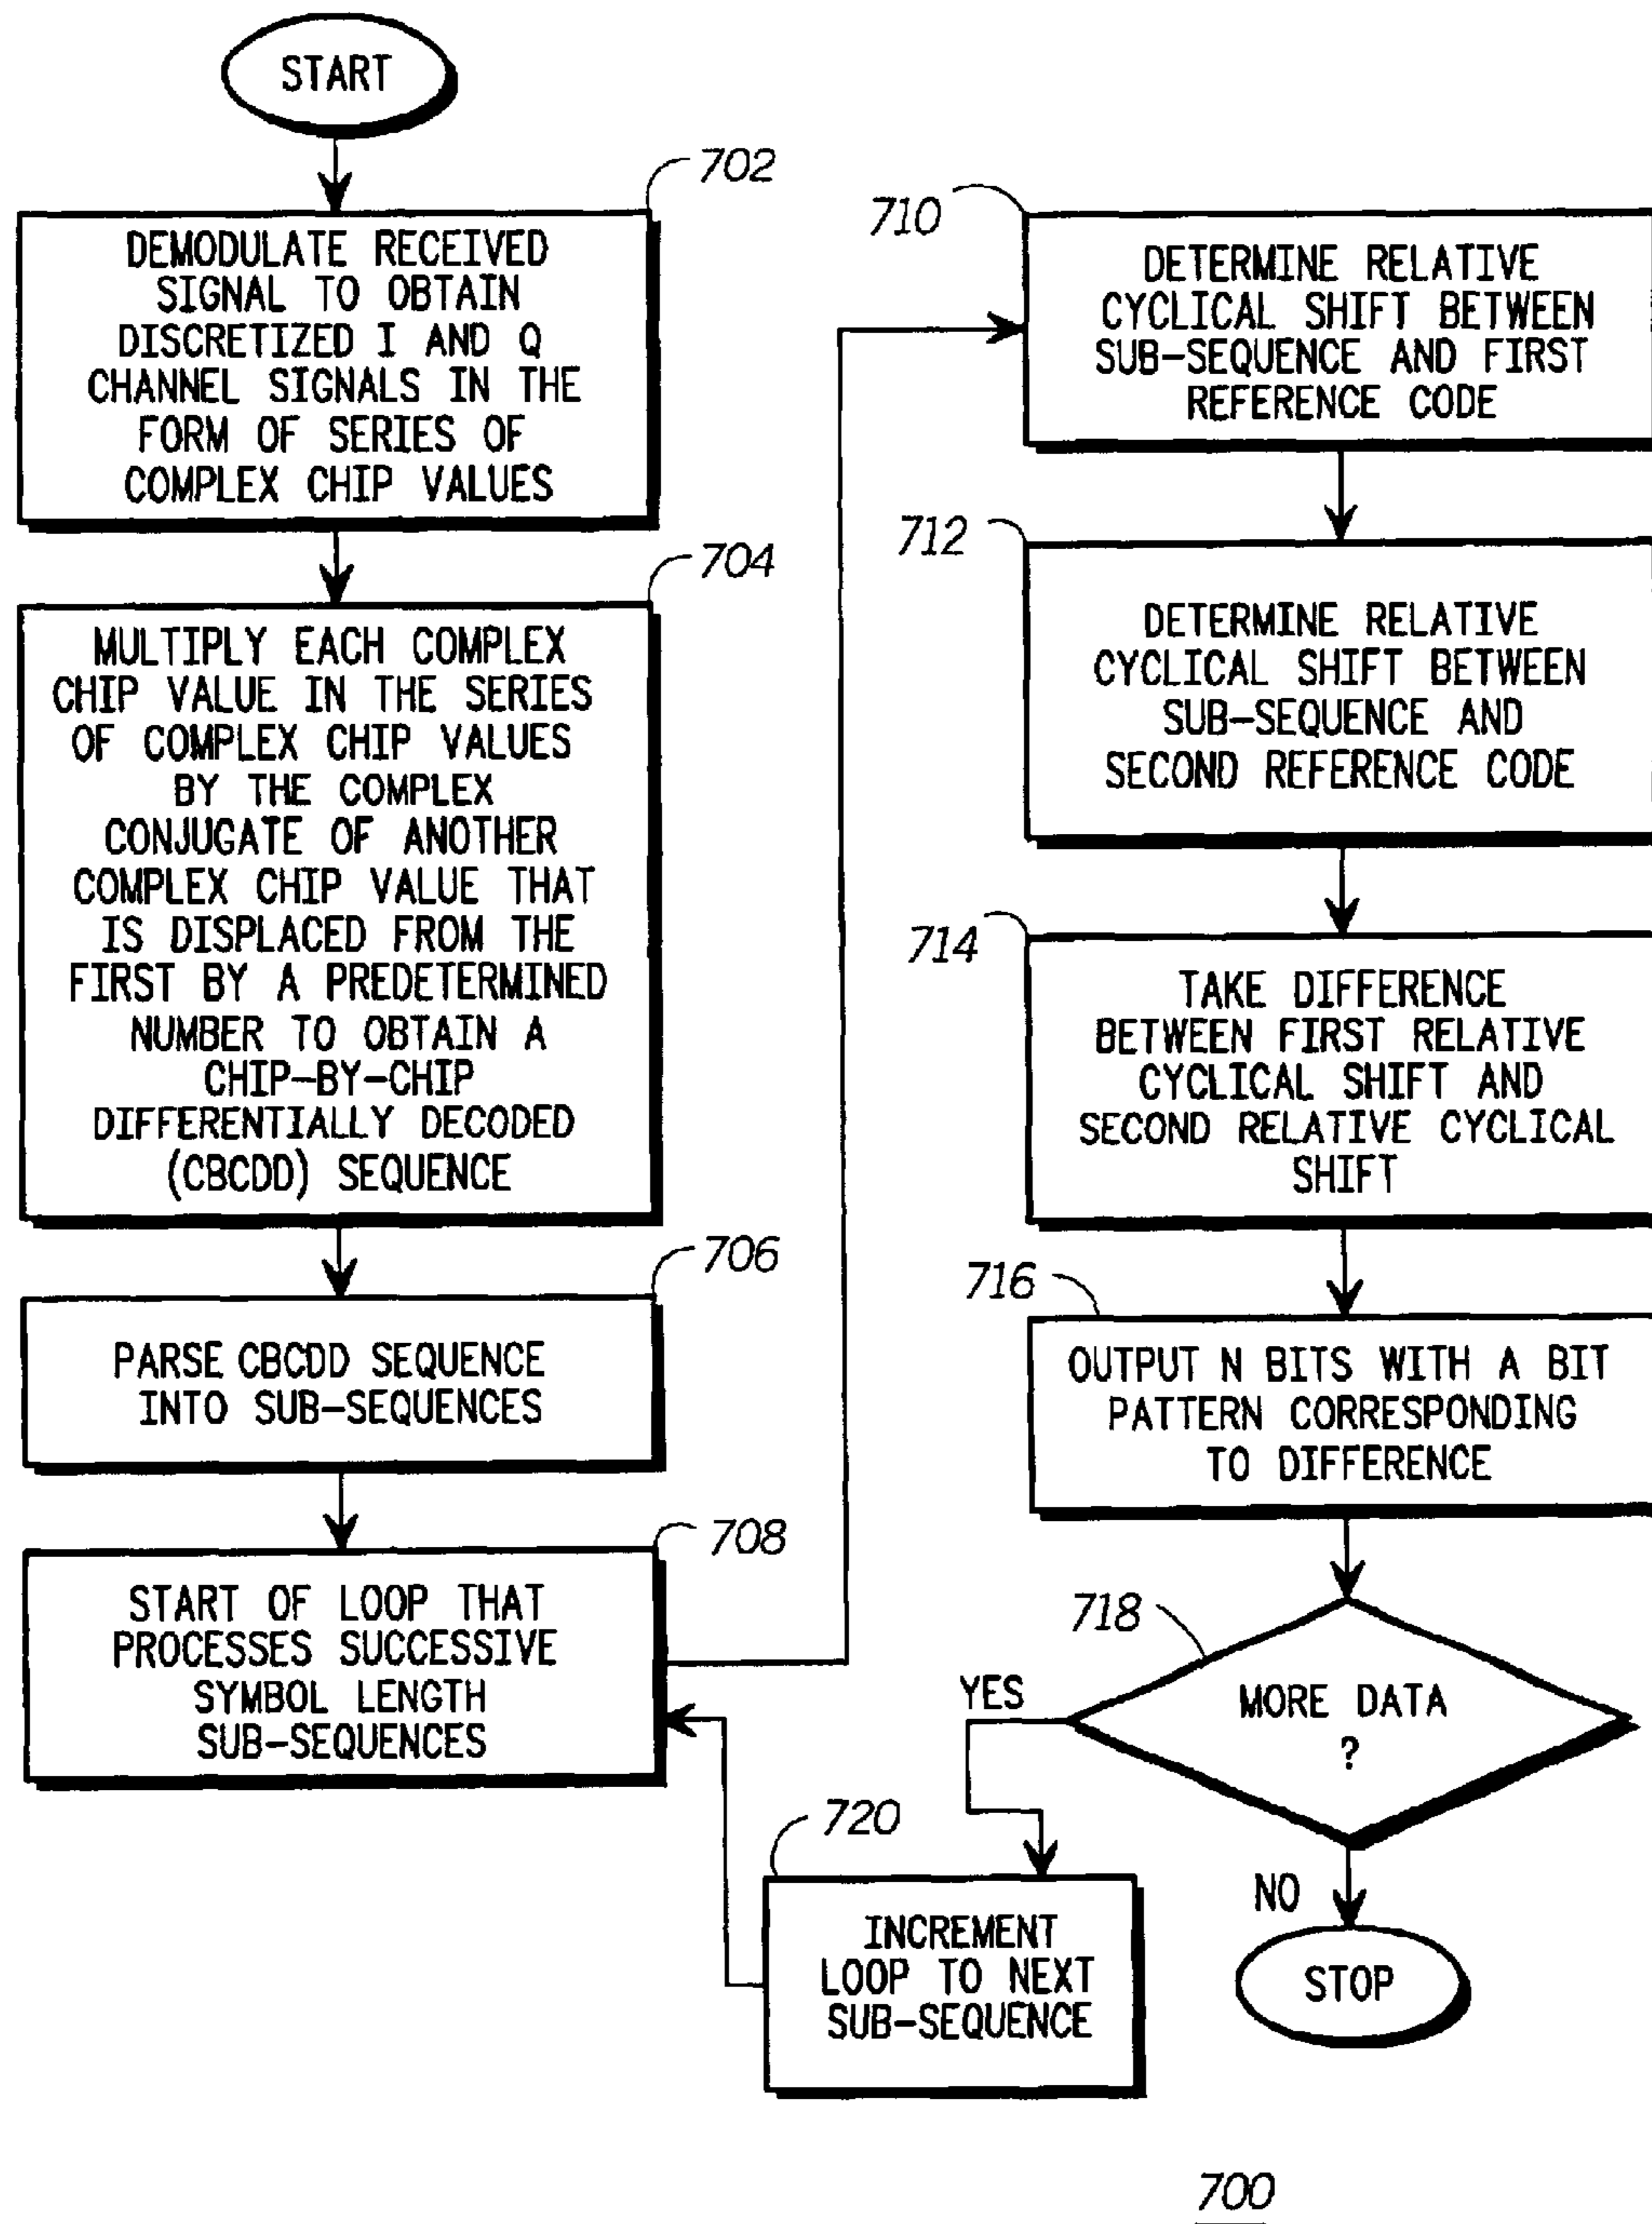 START
702
DEMODULATE RECEIVED
SIGNAL TO OBTAIN
DISCRETIZED I AND Q
CHANNEL SIGNALS IN THE
FORM OF SERIES OF
COMPLEX CHIP VALUES
704
MULTIPLY EACH COMPLEX
CHIP VALUE IN THE SERIES
OF COMPLEX CHIP VALUES
BY THE COMPLEX
CONJUGATE OF ANOTHER
COMPLEX CHIP VALUE THAT
IS DISPLACED FROM THE
FIRST BY A PREDETERMINED
NUMBER TO OBTAIN A
CHIP-BY-CHIP
DIFFERENTIALLY DECODED
(CBCDD) SEQUENCE
706
PARSE CBCDD SEQUENCE
INTO SUB-SEQUENCES
708
START OF LOOP THAT
PROCESSES SUCCESSIVE
SYMBOL LENGTH
SUB-SEQUENCES
710
DETERMINE RELATIVE
CYCLICAL SHIFT BETWEEN
SUB-SEQUENCE AND FIRST
REFERENCE CODE
712
DETERMINE RELATIVE
CYCLICAL SHIFT BETWEEN
SUB-SEQUENCE AND
SECOND REFERENCE CODE
714
TAKE DIFFERENCE
BETWEEN FIRST RELATIVE
CYCLICAL SHIFT AND
SECOND RELATIVE CYCLICAL
SHIFT
716
OUTPUT N BITS WITH A BIT
PATTERN CORRESPONDING
TO DIFFERENCE
718
MORE DATA
?
YES
NO
720
INCREMENT
LOOP TO NEXT
SUB-SEQUENCE
STOP
700